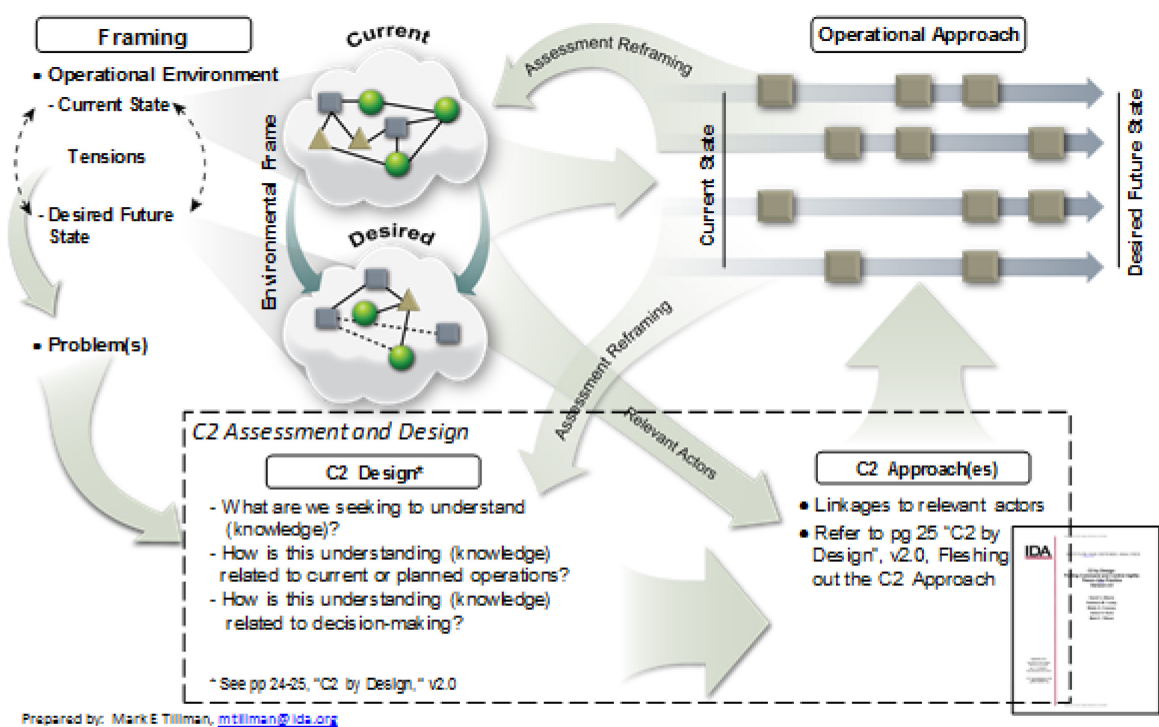 Framing
• Operational Environment
- Current State
Tensions
- Desired Future
State
• Problem(s)
Environmental Frame
Current
Desired
Assessment Reframing
Operational Approach
Current State
Desired Future State
Assessment Reframing
Relevant Actors
C2 Assessment and Design
C2 Design*
- What are we seeking to understand
(knowledge)?
- How is this understanding (knowledge)
related to current or planned operations?
- How is this understanding (knowledge)
related to decision-making?
* See pp 24-25, "C2 by Design," v2.0
C2 Approach(es)
• Linkages to relevant actors
• Refer to pg 25 "C2 by
Design", v2.0, Fleshing
out the C2 Approach
IDA
Prepared by: Mark E Tillman, mtillman@ida.org